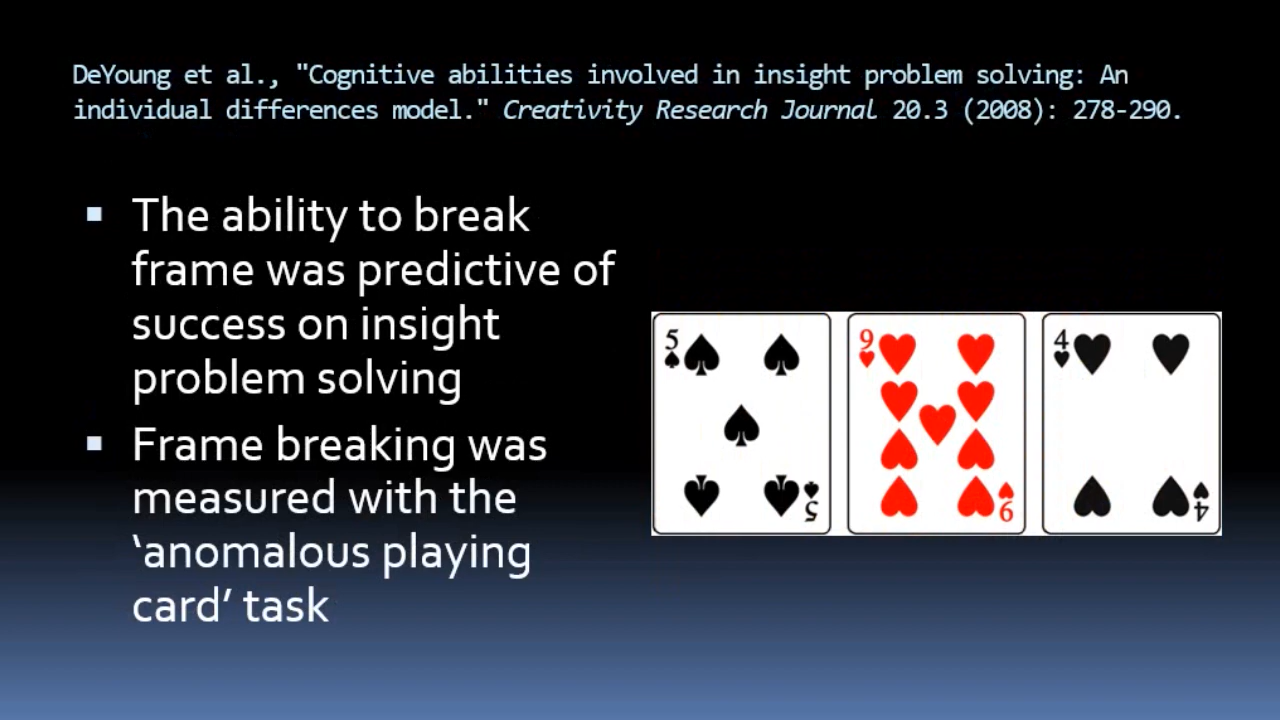 DeYoung et al., "Cognitive abilities involved in insight problem solving: An
individual differences model." Creativity Research Journal 20.3 (2008): 278-290.
The ability to break
frame was predictive of
success on insight
problem solving
Frame breaking was
measured with the
‘anomalous playing
card’ task
5
5
9
9
4
4